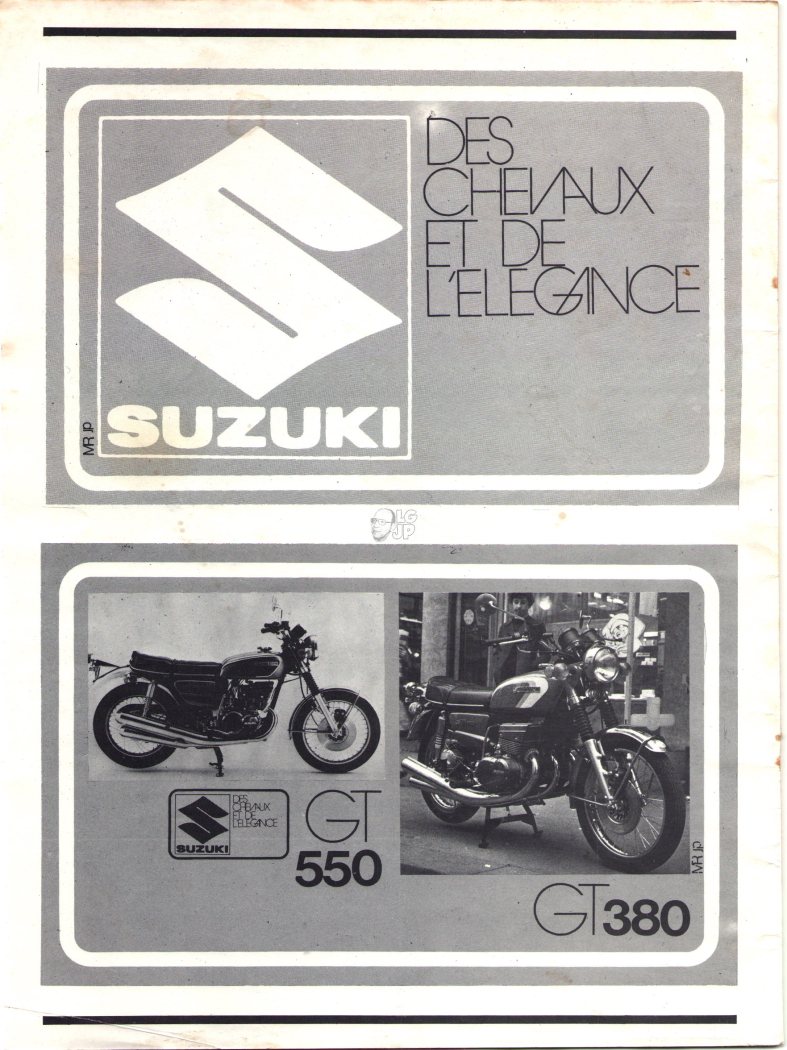 DES
CHEVAUX
ET DE
L'ELEGANCE
SUZUKI
MR JP
LG
JP
DES
CHEVAUX
ET DE
L'ELEGANCE
SUZUKI
GT
550
MR JP
GT380